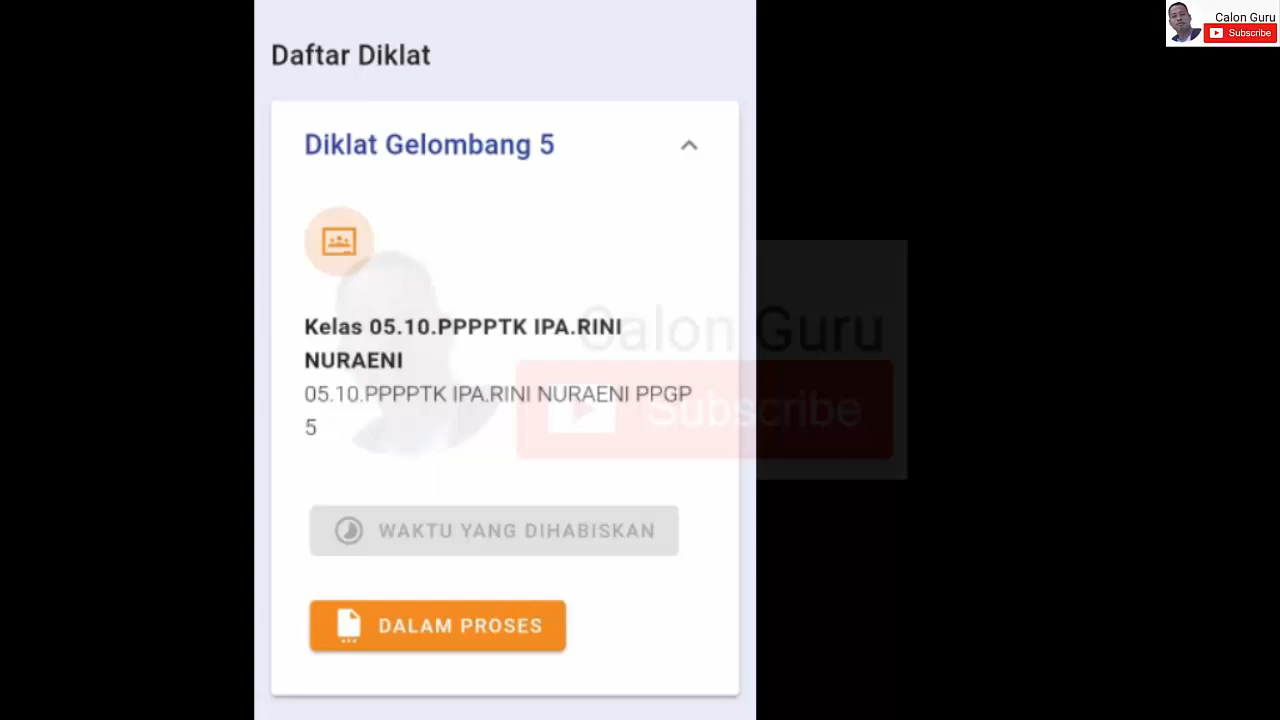 Calon Guru
Subscribe
Daftar Diklat
Diklat Gelombang 5
Kelas 05.10.PPPPTK IPA.RINI
NURAENI
05.10.PPPPTK IPA.RINI NURAENI PPGP
5
Calon Guru
Subscribe
WAKTU YANG DIHABISKAN
DALAM PROSES